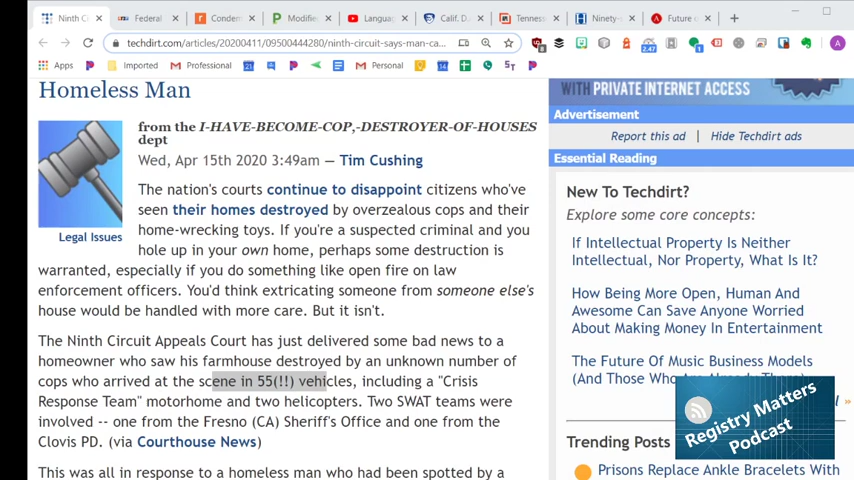 Ninth Ci
Federal
Condem
Modifie
Languag
Calif. D
Tenness
Ninety-s
Future o
techdirt.com/articles/20200411/09500444280/ninth-circuit-says-man-ca...
Apps
Imported
Professional
Personal
Homeless Man
WITH PRIVATE INTERNET ACCESS
from the I-HAVE-BECOME-COP,-DESTROYER-OF-HOUSES
dept
Wed, Apr 15th 2020 3:49am — Tim Cushing
Legal Issues
The nation's courts continue to disappoint citizens who've
seen their homes destroyed by overzealous cops and their
home-wrecking toys. If you're a suspected criminal and you
hole up in your own home, perhaps some destruction is
warranted, especially if you do something like open fire on law
enforcement officers. You'd think extricating someone from someone else's
house would be handled with more care. But it isn't.
The Ninth Circuit Appeals Court has just delivered some bad news to a
homeowner who saw his farmhouse destroyed by an unknown number of
cops who arrived at the scene in 55(!!) vehicles, including a "Crisis
Response Team" motorhome and two helicopters. Two SWAT teams were
involved -- one from the Fresno (CA) Sheriff's Office and one from the
Clovis PD. (via Courthouse News)
This was all in response to a homeless man who had been spotted by a
Advertisement
Report this ad | Hide Techdirt ads
Essential Reading
New To Techdirt?
Explore some core concepts:
If Intellectual Property Is Neither
Intellectual, Nor Property, What Is It?
How Being More Open, Human And
Awesome Can Save Anyone Worried
About Making Money In Entertainment
The Future Of Music Business Models
(And Those Who Are Already There)
Trending Posts
Prisons Replace Ankle Bracelets With
Registry Matters
Podcast